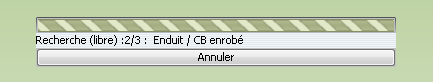 Recherche (libre) :2/3 :  Enduit / CB enrobé
Annuler